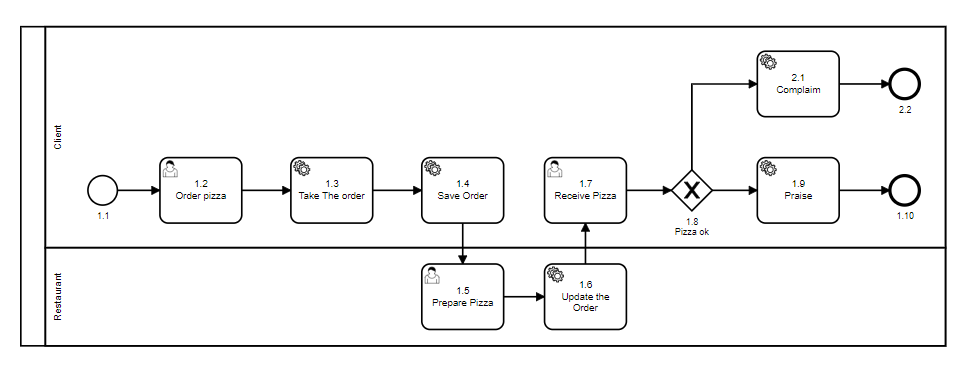 Client
1.1
1.2
Order pizza
1.3
Take The order
1.4
Save Order
1.7
Receive Pizza
1.8
Pizza ok
2.1
Complaim
2.2
1.9
Praise
1.10
Restaurant
1.5
Prepare Pizza
1.6
Update the
Order